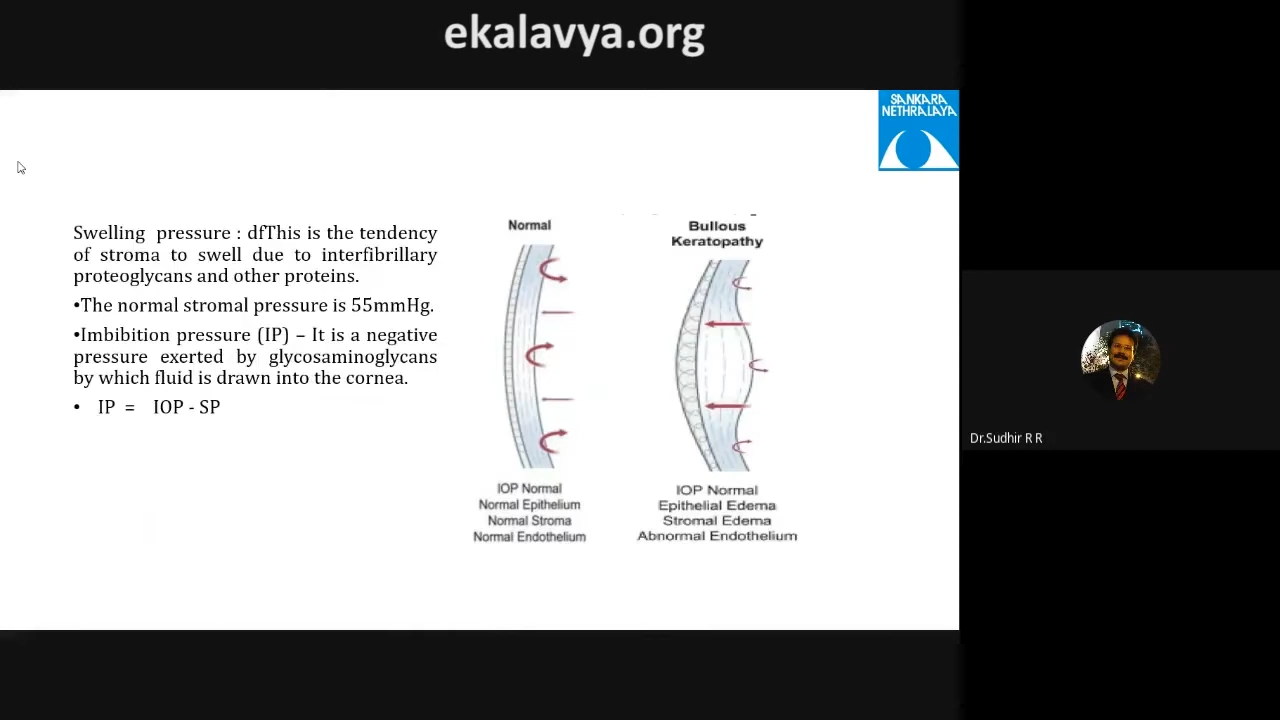 ekalavya.org
SANKARA
NETHRALAYA
Swelling pressure : dfThis is the tendency
of stroma to swell due to interfibrillary
proteoglycans and other proteins.
•The normal stromal pressure is 55mmHg.
•Imbibition pressure (IP) – It is a negative
pressure exerted by glycosaminoglycans
by which fluid is drawn into the cornea.
• IP = IOP - SP
Normal
IOP Normal
Normal Epithelium
Normal Stroma
Normal Endothelium
Bullous
Keratopathy
IOP Normal
Epithelial Edema
Stromal Edema
Abnormal Endothelium
Dr.Sudhir R R